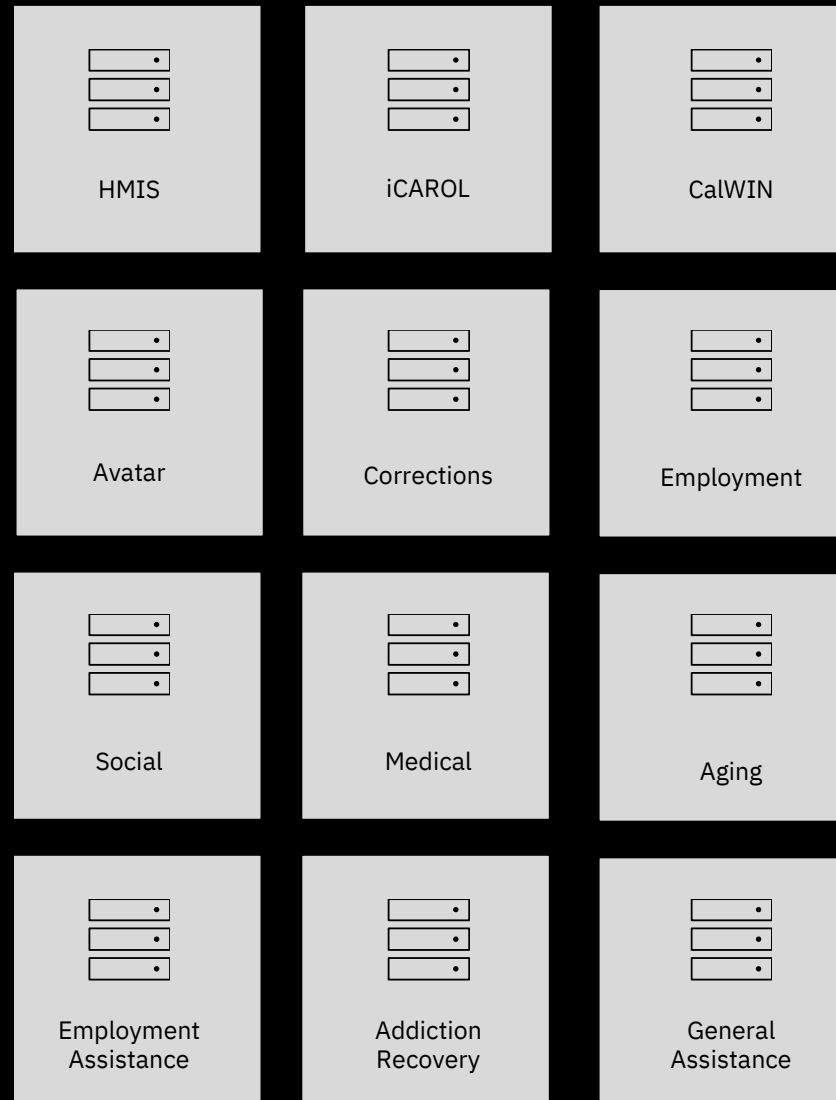 HMIS
iCAROL
CalWIN
Avatar
Corrections
Employment
Social
Medical
Aging
Employment
Assistance
Addiction
Recovery
General
Assistance